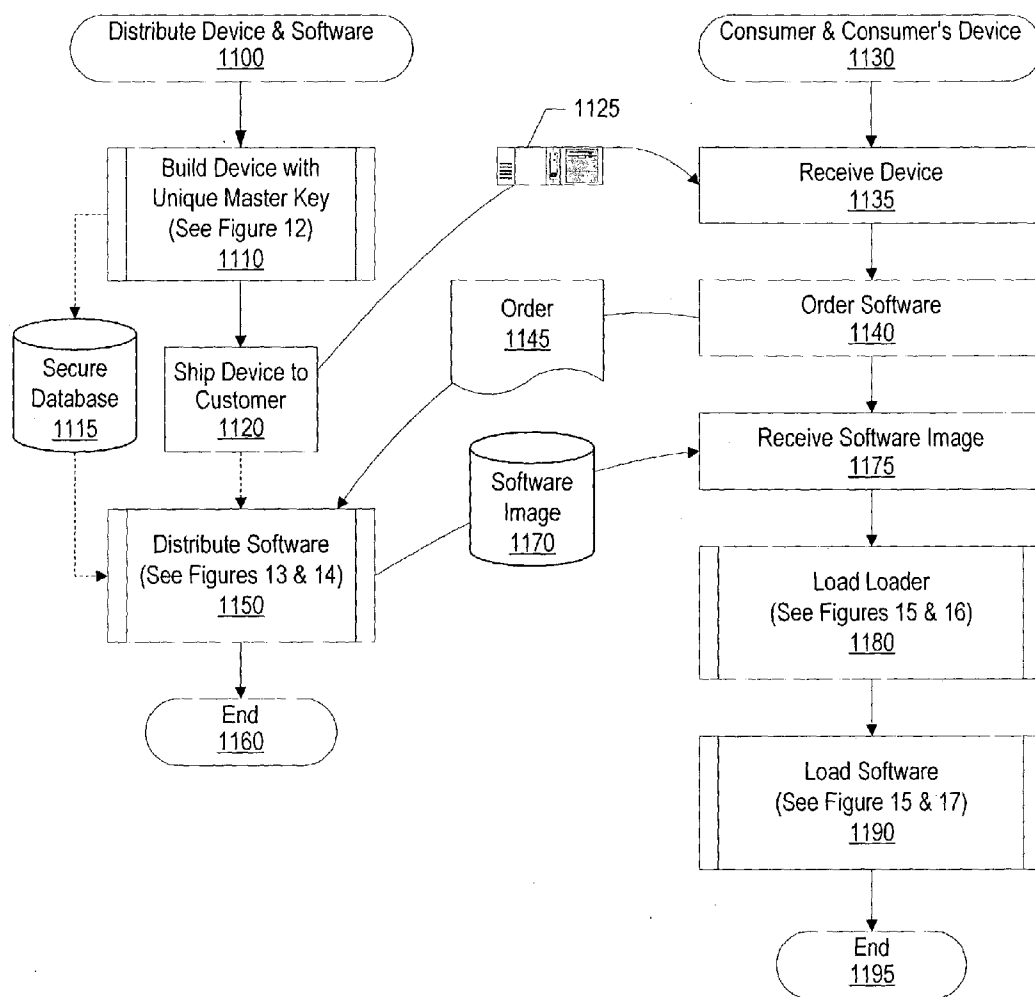 Distribute Device & Software
1100
Build Device with
Unique Master Key
(See Figure 12)
1110
Secure
Database
1115
Ship Device to
Customer
1120
Distribute Software
(See Figures 13 & 14)
1150
End
1160
1125
Order
1145
Software
Image
1170
Consumer & Consumer's Device
1130
Receive Device
1135
Order Software
1140
Receive Software Image
1175
Load Loader
(See Figures 15 & 16)
1180
Load Software
(See Figure 15 & 17)
1190
End
1195